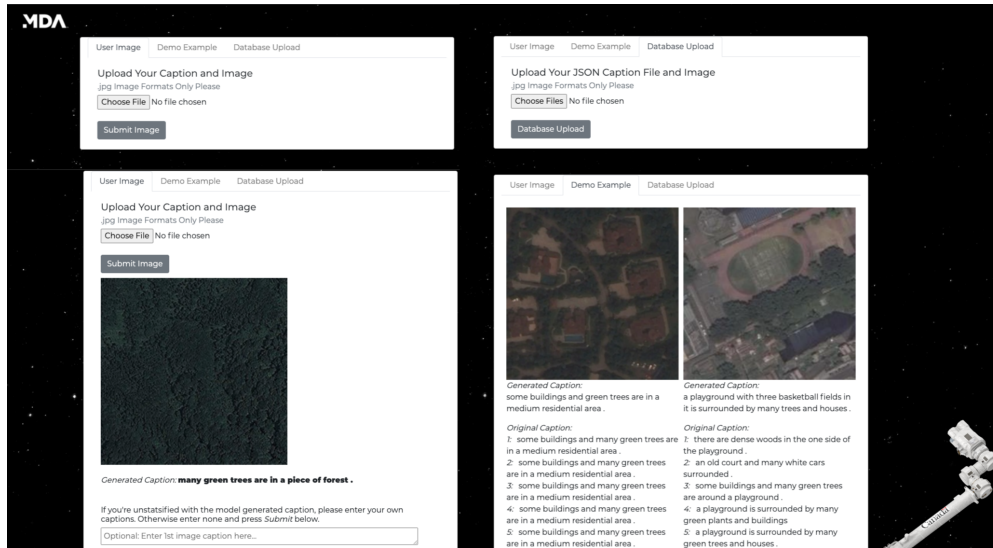 MDA
User Image Demo Example Database Upload
Upload Your Caption and Image
.jpg Image Formats Only Please
Choose File No file chosen
Submit Image
User Image Demo Example Database Upload
Upload Your JSON Caption File and Image
.jpg Image Formats Only Please
Choose Files No file chosen
Database Upload
User Image Demo Example Database Upload
Upload Your Caption and Image
.jpg Image Formats Only Please
Choose File No file chosen
Submit Image
Generated Caption: many green trees are in a piece of forest .
If you're unstatsified with the model generated caption, please enter your own
captions. Otherwise enter none and press Submit below.
Optional: Enter 1st image caption here...
User Image Demo Example Database Upload
Generated Caption:
some buildings and green trees are in a
medium residential area .
Original Caption:
1: some buildings and many green trees are
in a medium residential area .
2: some buildings and many green trees
are in a medium residential area .
3: some buildings and many green trees
are in a medium residential area .
4: some buildings and many green trees
are in a medium residential area .
5: some buildings and many green trees
are in a medium residential area .
Generated Caption:
a playground with three basketball fields in
it is surrounded by many trees and houses .
Original Caption:
1: there are dense woods in the one side of
the playground .
2: an old court and many white cars
surrounded .
3: some buildings and many green trees
are around a playground .
4: a playground is surrounded by many
green plants and buildings
5: a playground is surrounded by many
green trees and houses .
Canada